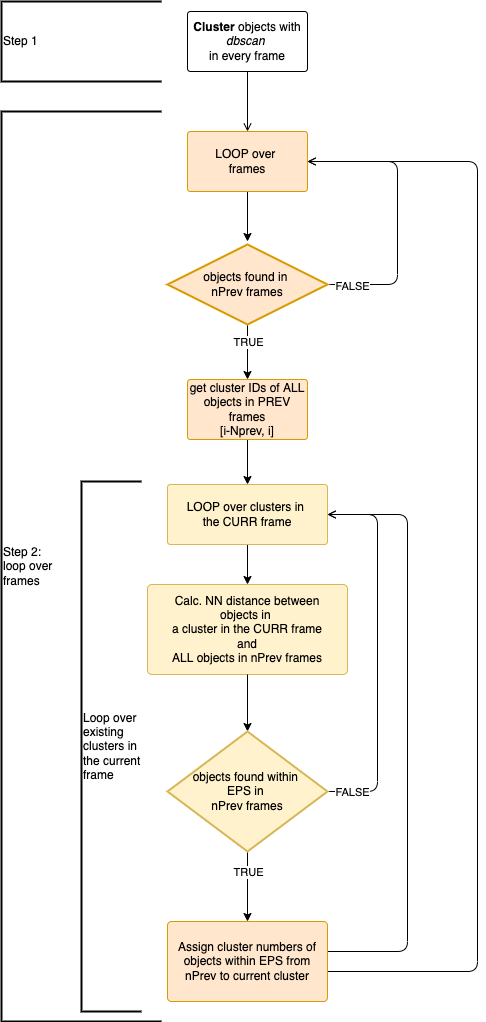 Step 1
Cluster objects with
dbscan
in every frame
LOOP over
frames
objects found in
nPrev frames
FALSE
TRUE
get cluster IDs of ALL
objects in PREV
frames
[i-Nprev, i]
Step 2:
loop over
frames
LOOP over clusters in
the CURR frame
Calc. NN distance between
objects in
a cluster in the CURR frame
and
ALL objects in nPrev frames
Loop over
existing
clusters in
the current
frame
objects found within
EPS in
nPrev frames
FALSE
TRUE
Assign cluster numbers of
objects within EPS from
nPrev to current cluster